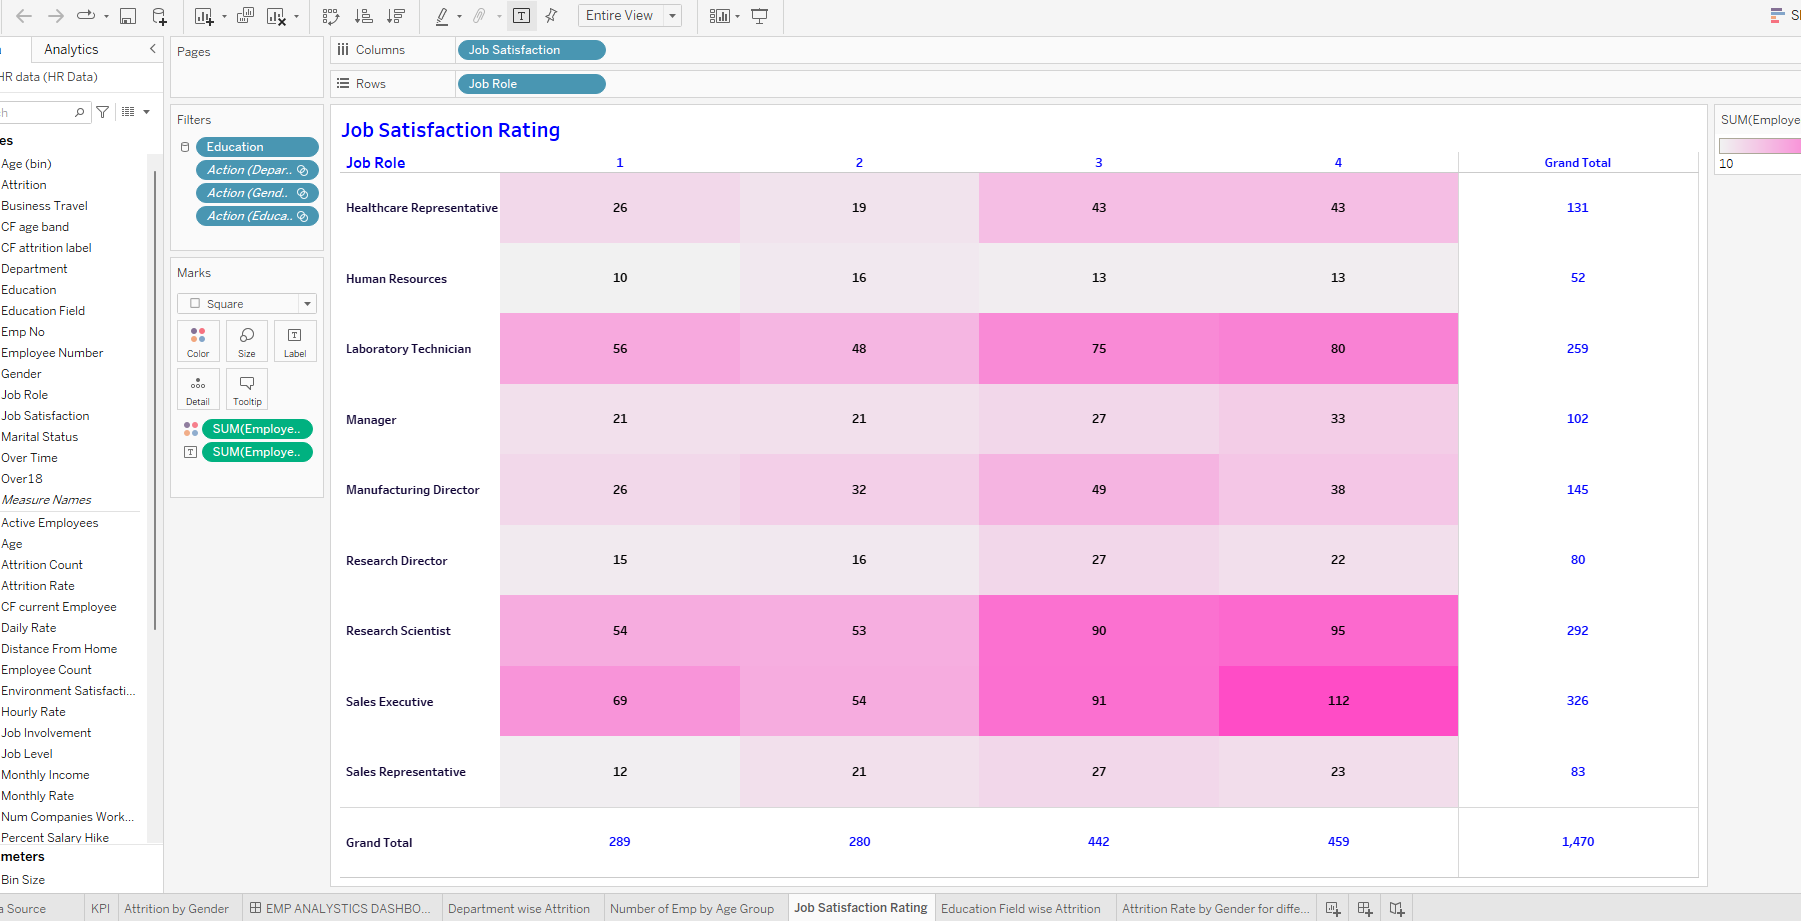 Entire View
Analytics
HR data (HR Data)
Age (bin)
Attrition
Business Travel
CF age band
CF attrition label
Department
Education
Education Field
Emp No
Employee Number
Gender
Job Role
Job Satisfaction
Marital Status
Over Time
Over18
Measure Names
Active Employees
Age
Attrition Count
Attrition Rate
CF current Employee
Daily Rate
Distance From Home
Employee Count
Environment Satisfacti...
Hourly Rate
Job Involvement
Job Level
Monthly Income
Monthly Rate
Num Companies Work...
Percent Salary Hike
meters
Bin Size
Pages
Filters
Education
Action (Depar..
Action (Gend..
Action (Educa..
Marks
Square
Color Size Label
Detail Tooltip
SUM(Employe..
SUM(Employe..
Columns Job Satisfaction
Rows Job Role
Job Satisfaction Rating
Job Role 1 2 3 4 Grand Total
Healthcare Representative 26 19 43 43 131
Human Resources 10 16 13 13 52
Laboratory Technician 56 48 75 80 259
Manager 21 21 27 33 102
Manufacturing Director 26 32 49 38 145
Research Director 15 16 27 22 80
Research Scientist 54 53 90 95 292
Sales Executive 69 54 91 112 326
Sales Representative 12 21 27 23 83
Grand Total 289 280 442 459 1,470
SUM(Employe
10
a Source KPI Attrition by Gender EMP ANALYSTICS DASHBO... Department wise Attrition Number of Emp by Age Group Job Satisfaction Rating Education Field wise Attrition Attrition Rate by Gender for diffe...